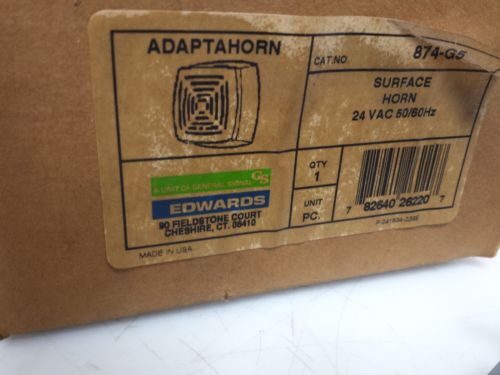 ADAPTAHORN
CAT.NO. 874-G5
SURFACE
HORN
24 VAC 50/60Hz
GS
A UNIT OF GENERAL SIGNAL
EDWARDS
90 FIELDSTONE COURT
CHESHIRE, CT. 06410
MADE IN USA
QTY
1
UNIT
PC.
7 82640 26220 7